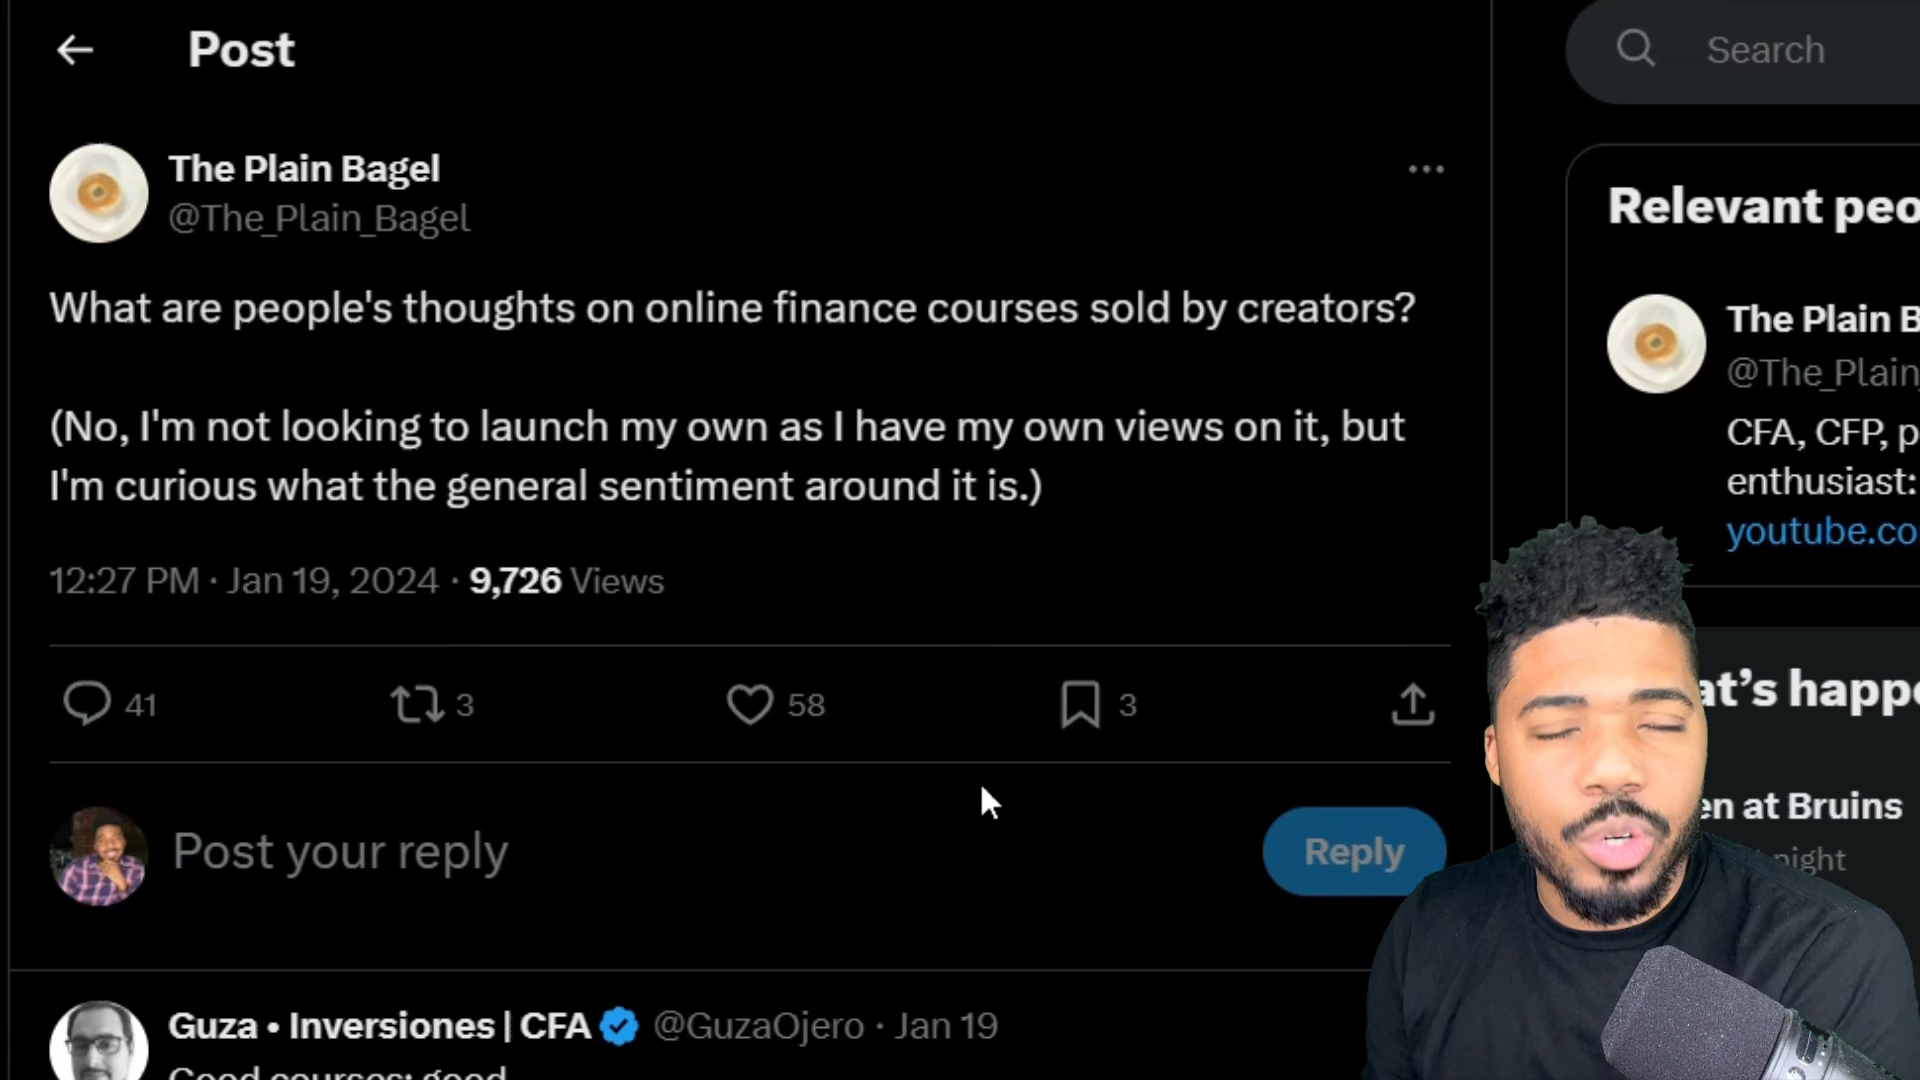 Post
Search
The Plain Bagel
@The_Plain_Bagel
What are people's thoughts on online finance courses sold by creators?
(No, I'm not looking to launch my own as I have my own views on it, but
I'm curious what the general sentiment around it is.)
12:27 PM · Jan 19, 2024 · 9,726 Views
41
3
58
3
Post your reply
Reply
Guza • Inversiones | CFA @GuzaOjero · Jan 19
Good courses: good
Relevant peo
The Plain B
@The_Plain
CFA, CFP, p
enthusiast:
youtube.co
at's happe
en at Bruins
night